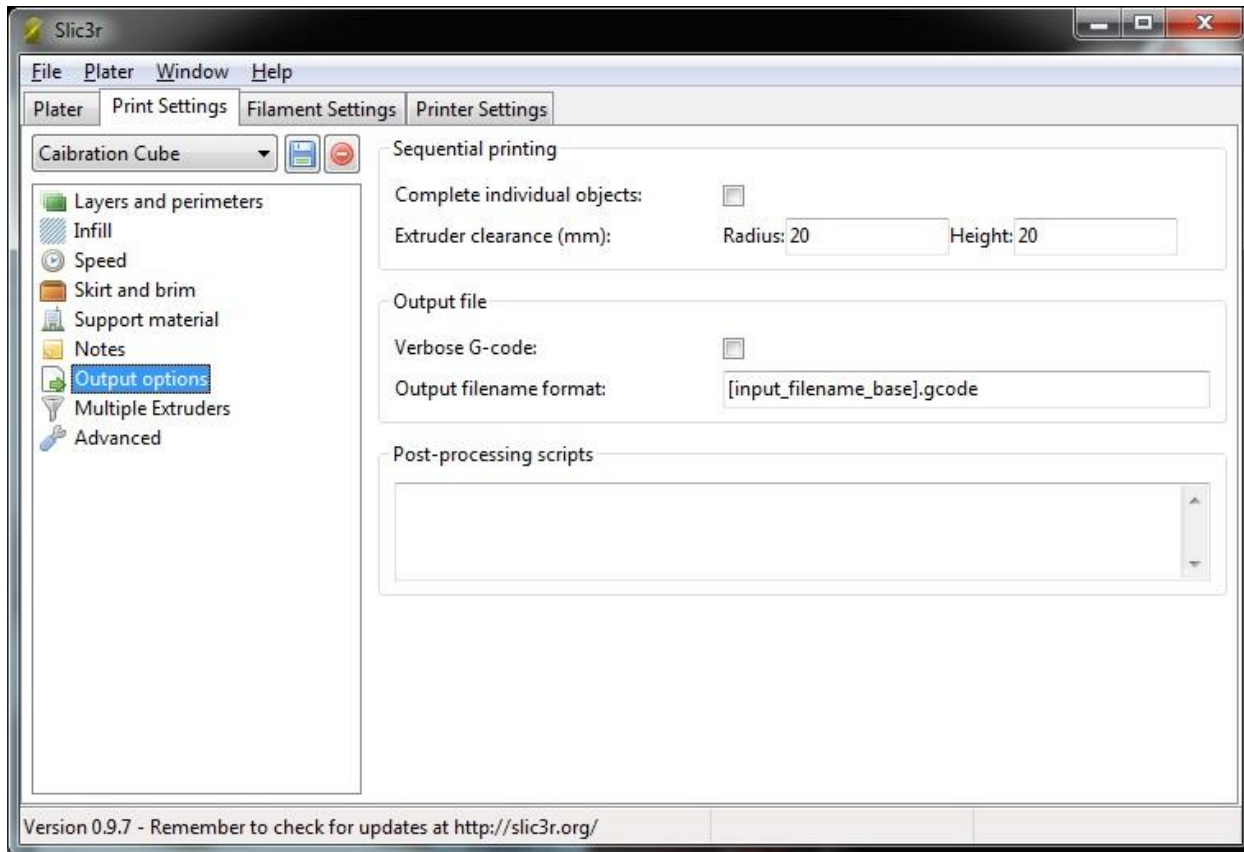 Slic3r
File Plater Window Help
Plater Print Settings Filament Settings Printer Settings
Caibration Cube
Layers and perimeters
Infill
Speed
Skirt and brim
Support material
Notes
Output options
Multiple Extruders
Advanced
Sequential printing
Complete individual objects:
Extruder clearance (mm): Radius: 20 Height: 20
Output file
Verbose G-code:
Output filename format: [input_filename_base].gcode
Post-processing scripts
Version 0.9.7 - Remember to check for updates at http://slic3r.org/